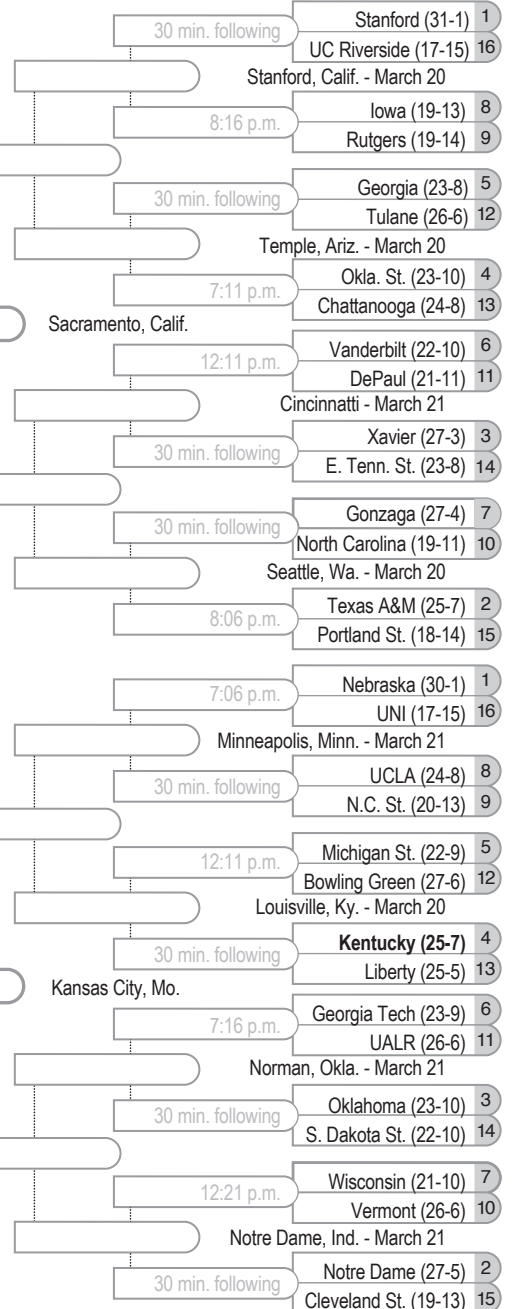 Stanford (31-1) 1
30 min. following
UC Riverside (17-15) 16
Stanford, Calif. - March 20
Iowa (19-13) 8
8:16 p.m.
Rutgers (19-14) 9
Georgia (23-8) 5
30 min. following
Tulane (26-6) 12
Temple, Ariz. - March 20
Okla. St. (23-10) 4
7:11 p.m.
Chattanooga (24-8) 13
Sacramento, Calif.
Vanderbilt (22-10) 6
12:11 p.m.
DePaul (21-11) 11
Cincinnatti - March 21
Xavier (27-3) 3
30 min. following
E. Tenn. St. (23-8) 14
Gonzaga (27-4) 7
30 min. following
North Carolina (19-11) 10
Seattle, Wa. - March 20
Texas A&M (25-7) 2
8:06 p.m.
Portland St. (18-14) 15
Nebraska (30-1) 1
7:06 p.m.
UNI (17-15) 16
Minneapolis, Minn. - March 21
UCLA (24-8) 8
30 min. following
N.C. St. (20-13) 9
Michigan St. (22-9) 5
12:11 p.m.
Bowling Green (27-6) 12
Louisville, Ky. - March 20
Kentucky (25-7) 4
30 min. following
Liberty (25-5) 13
Kansas City, Mo.
Georgia Tech (23-9) 6
7:16 p.m.
UALR (26-6) 11
Norman, Okla. - March 21
Oklahoma (23-10) 3
30 min. following
S. Dakota St. (22-10) 14
Wisconsin (21-10) 7
12:21 p.m.
Vermont (26-6) 10
Notre Dame, Ind. - March 21
Notre Dame (27-5) 2
30 min. following
Cleveland St. (19-13) 15